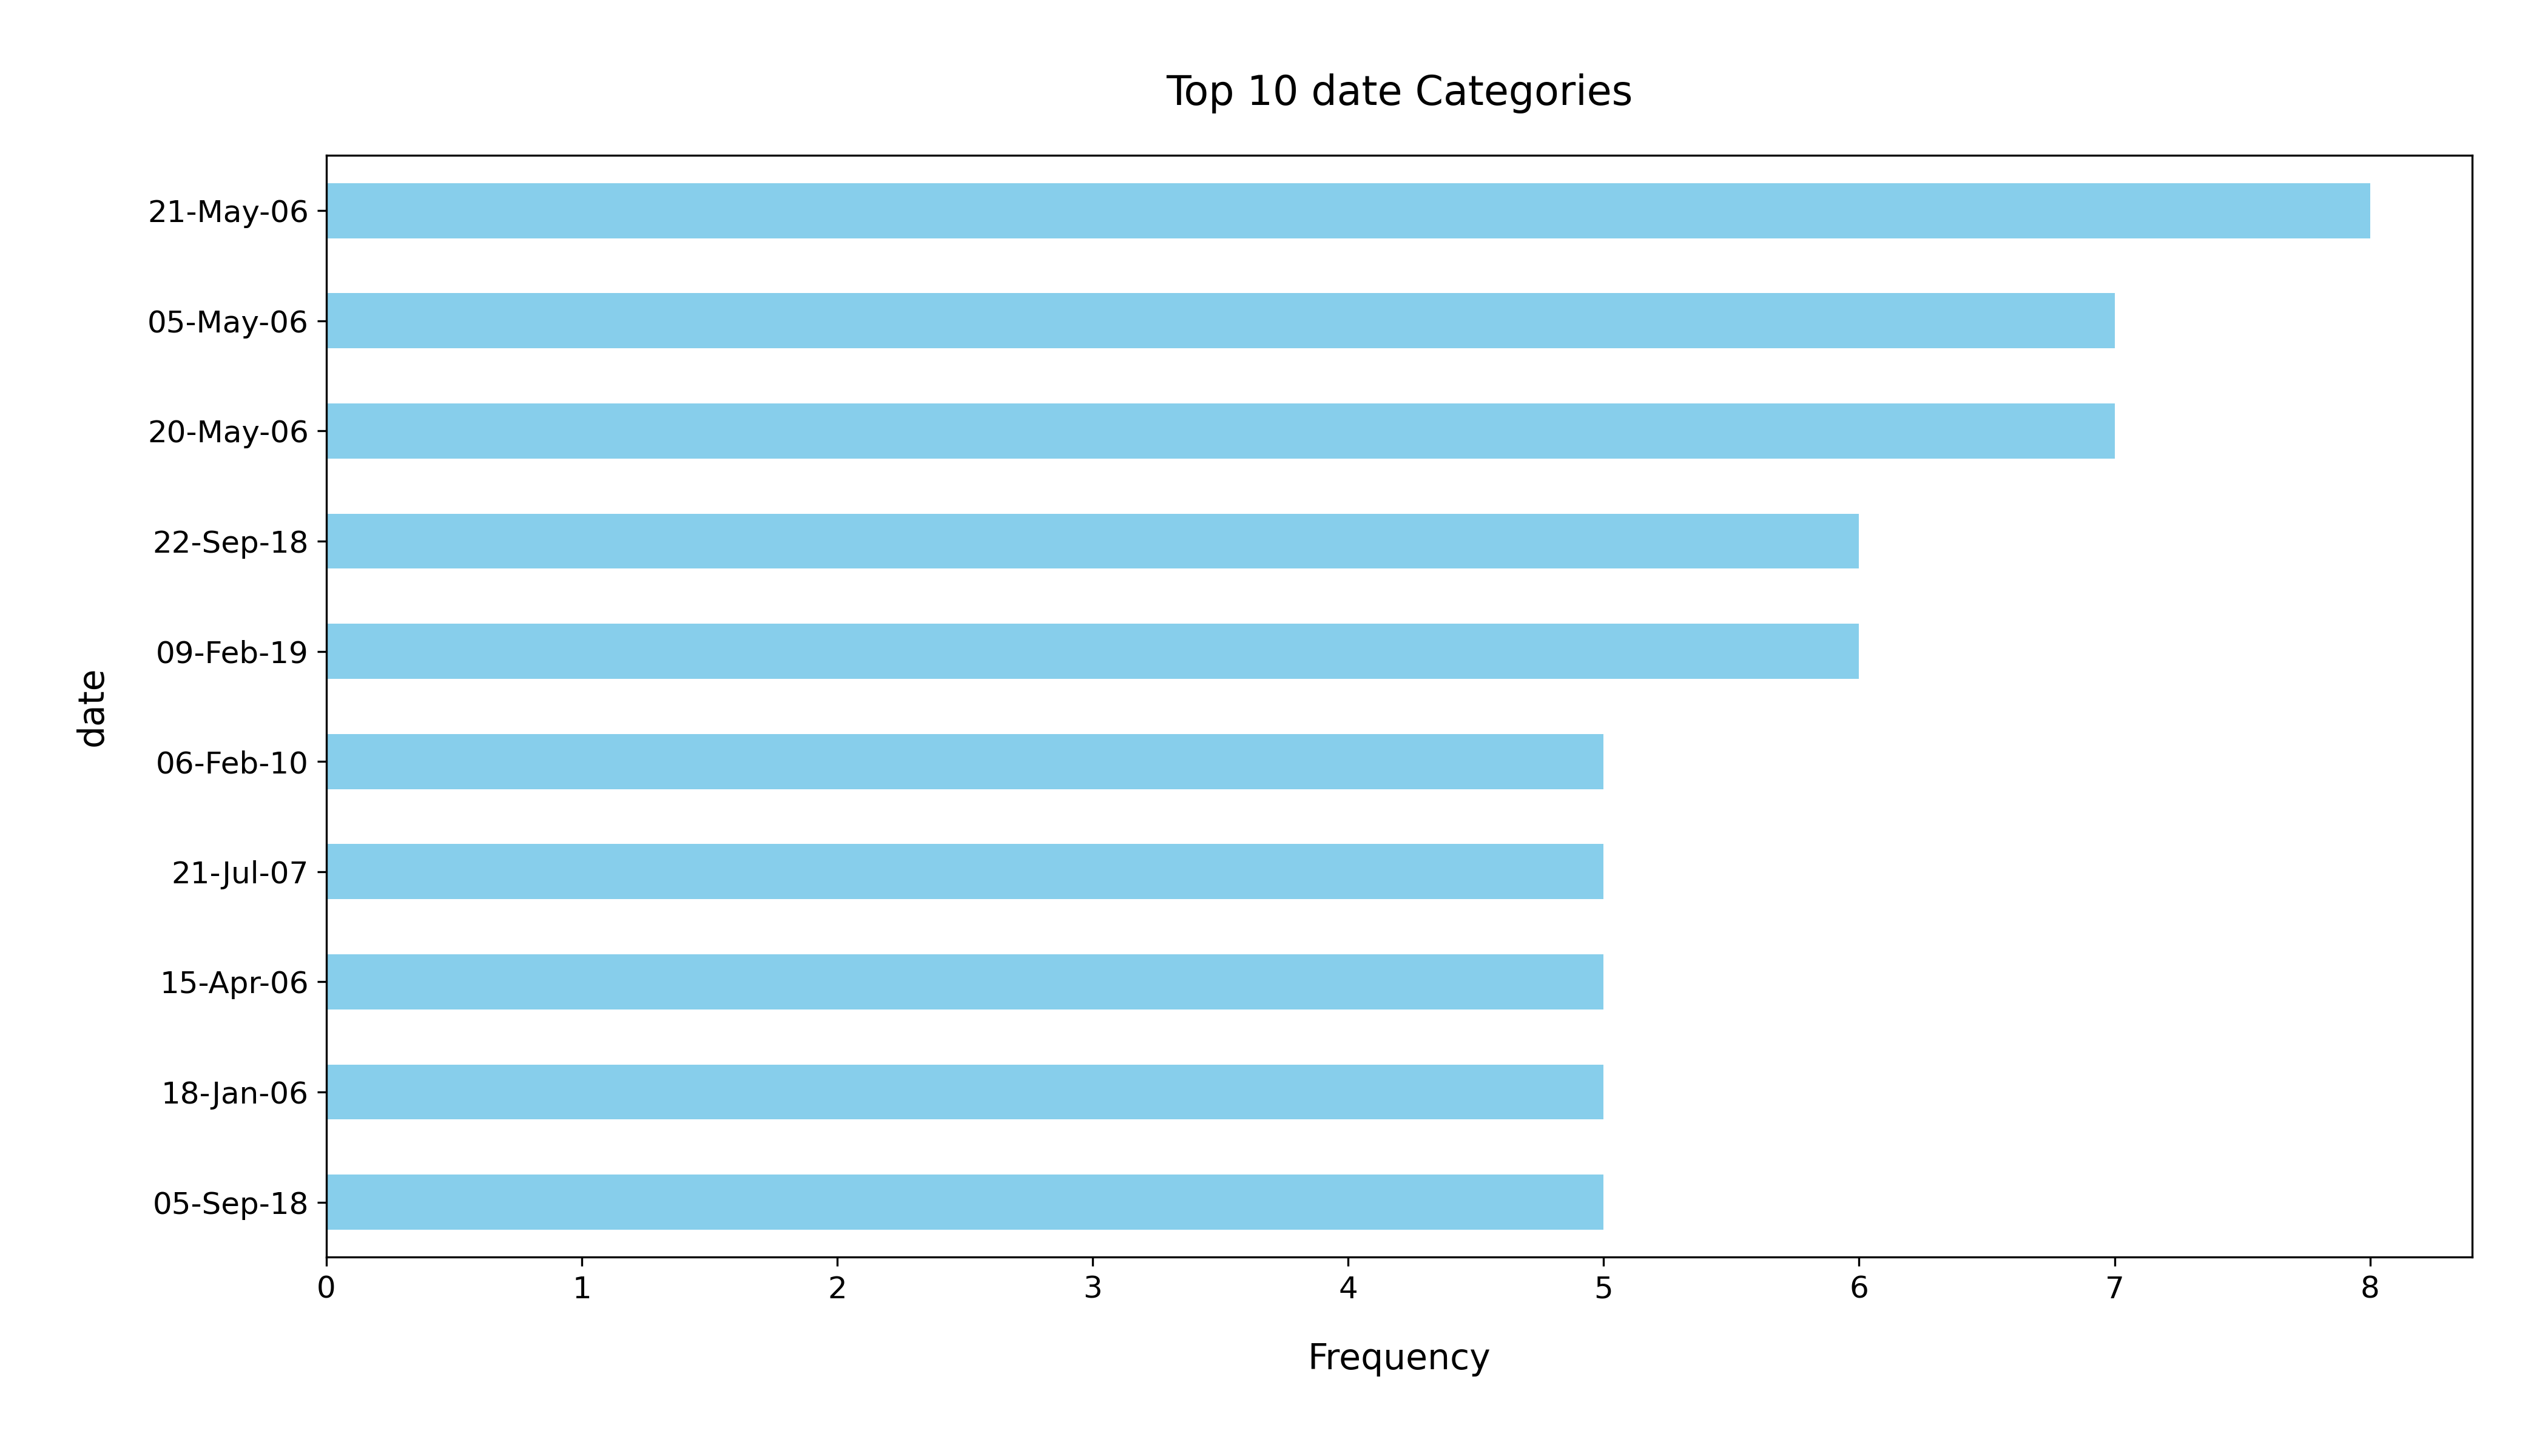 Top 10 date Categories
21-May-06
05-May-06
20-May-06
22-Sep-18
09-Feb-19
06-Feb-10
21-Jul-07
15-Apr-06
18-Jan-06
05-Sep-18
date
0 1 2 3 4 5 6 7 8
Frequency